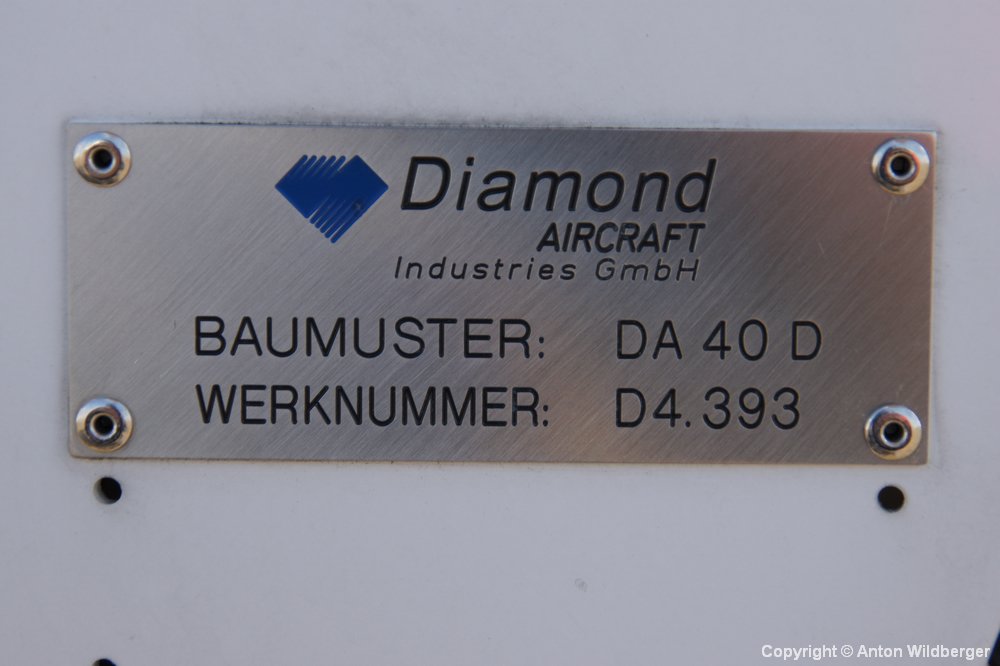 Diamond
AIRCRAFT
Industries GmbH
BAUMUSTER: DA 40 D
WERKNUMMER: D4.393
Copyright © Anton Wildberger